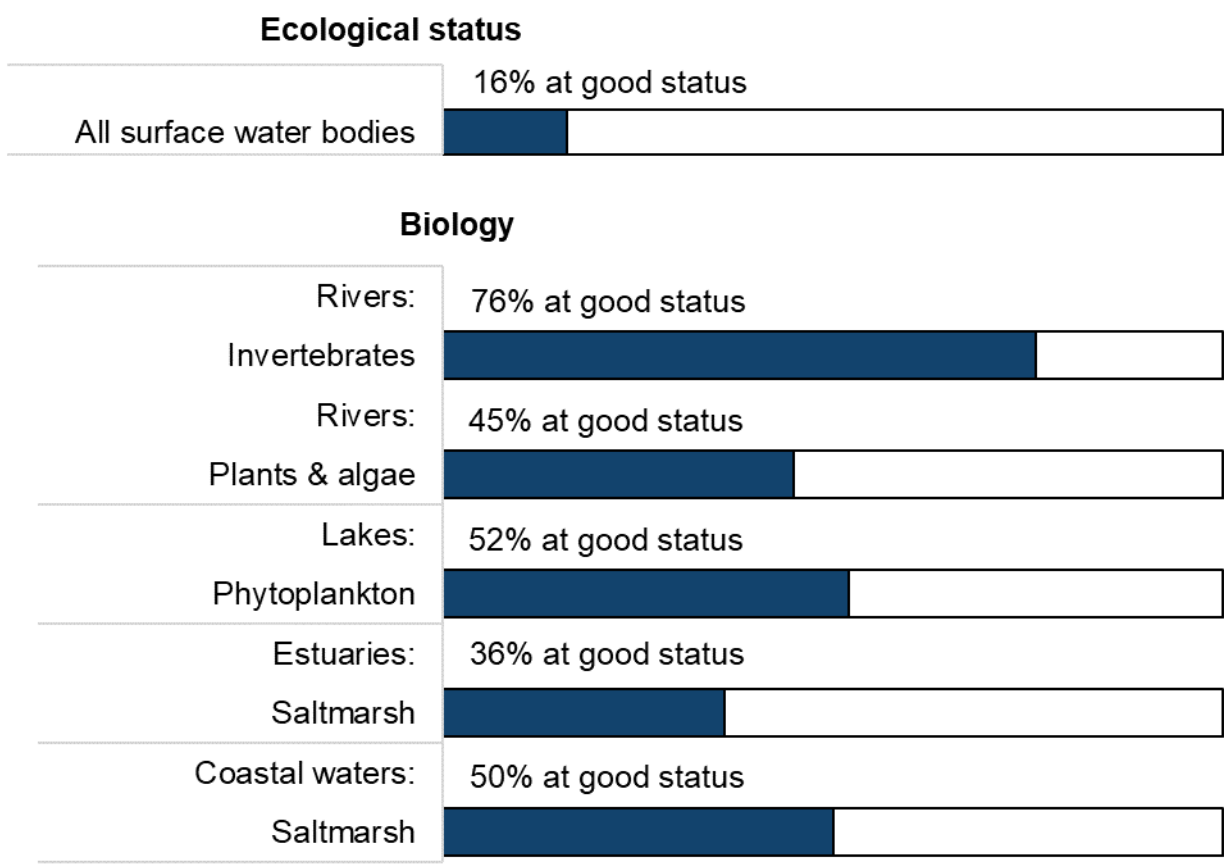 Ecological status
16% at good status
All surface water bodies
Biology
Rivers:
76% at good status
Invertebrates
Rivers:
45% at good status
Plants & algae
Lakes:
52% at good status
Phytoplankton
Estuaries:
36% at good status
Saltmarsh
Coastal waters:
50% at good status
Saltmarsh